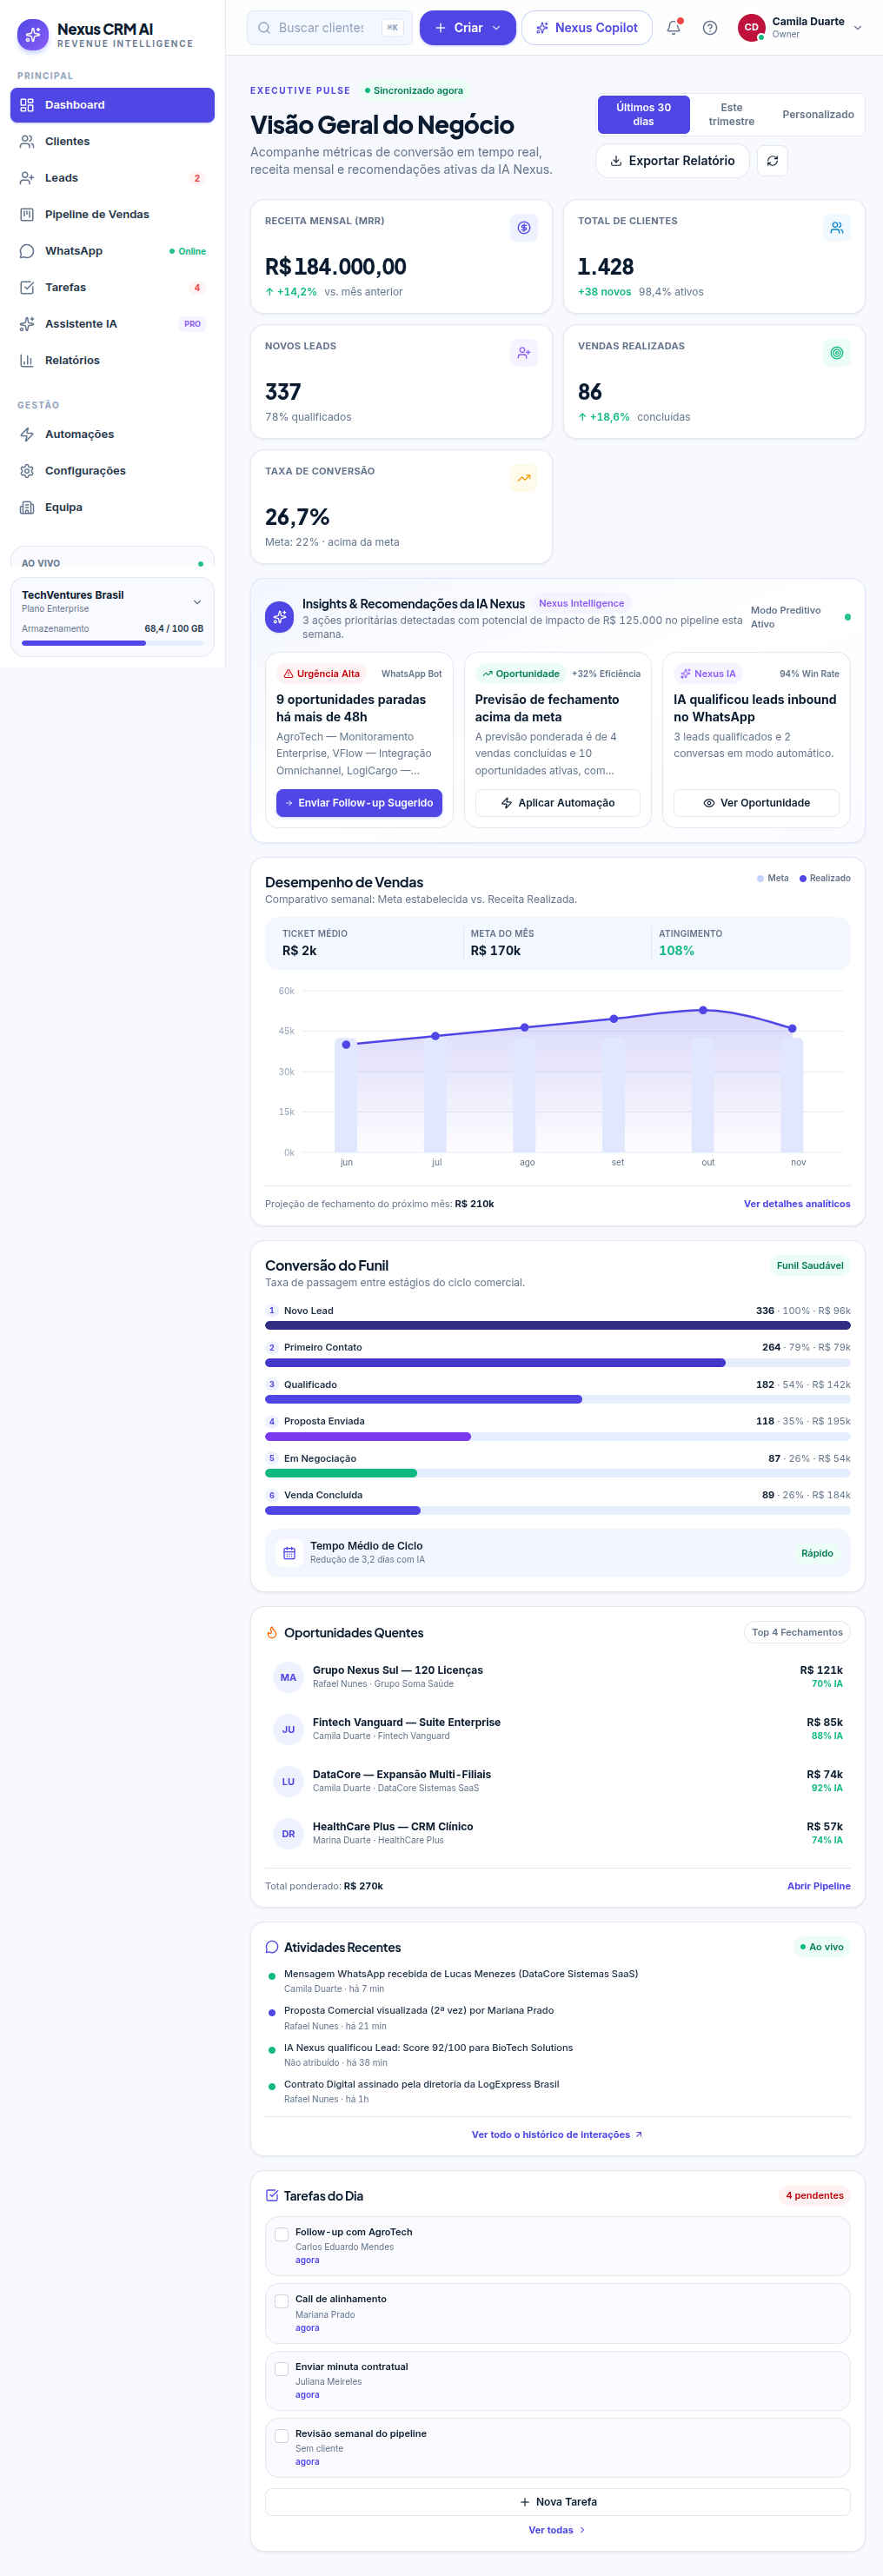 Nexus CRM AI
REVENUE INTELLIGENCE
PRINCIPAL
Dashboard
Clientes
Leads 2
Pipeline de Vendas
WhatsApp Online
Tarefas 4
Assistente IA PRO
Relatórios
GESTÃO
Automações
Configurações
Equipa
AO VIVO
TechVentures Brasil
Plano Enterprise
Armazenamento 68,4 / 100 GB
Buscar clientes ⌘K
Criar
Nexus Copilot
CD
Camila Duarte
Owner
EXECUTIVE PULSE Sincronizado agora
Visão Geral do Negócio
Acompanhe métricas de conversão em tempo real,
receita mensal e recomendações ativas da IA Nexus.
Últimos 30
dias
Este
trimestre
Personalizado
Exportar Relatório
RECEITA MENSAL (MRR)
R$ 184.000,00
↑ +14,2% vs. mês anterior
TOTAL DE CLIENTES
1.428
+38 novos 98,4% ativos
NOVOS LEADS
337
78% qualificados
VENDAS REALIZADAS
86
↑ +18,6% concluídas
TAXA DE CONVERSÃO
26,7%
Meta: 22% · acima da meta
Insights & Recomendações da IA Nexus Nexus Intelligence
3 ações prioritárias detectadas com potencial de impacto de R$ 125.000 no pipeline esta
semana.
Modo Preditivo
Ativo
Urgência Alta WhatsApp Bot
9 oportunidades paradas
há mais de 48h
AgroTech — Monitoramento
Enterprise, VFlow — Integração
Omnichannel, LogiCargo —...
Enviar Follow-up Sugerido
Oportunidade +32% Eficiência
Previsão de fechamento
acima da meta
A previsão ponderada é de 4
vendas concluídas e 10
oportunidades ativas, com...
Aplicar Automação
Nexus IA 94% Win Rate
IA qualificou leads inbound
no WhatsApp
3 leads qualificados e 2
conversas em modo automático.
Ver Oportunidade
Desempenho de Vendas
Comparativo semanal: Meta estabelecida vs. Receita Realizada.
Meta Realizado
TICKET MÉDIO
R$ 2k
META DO MÊS
R$ 170k
ATINGIMENTO
108%
60k
45k
30k
15k
0k
jun jul ago set out nov
Projeção de fechamento do próximo mês: R$ 210k
Ver detalhes analíticos
Conversão do Funil
Taxa de passagem entre estágios do ciclo comercial.
Funil Saudável
1 Novo Lead 336 · 100% · R$ 96k
2 Primeiro Contato 264 · 79% · R$ 79k
3 Qualificado 182 · 54% · R$ 142k
4 Proposta Enviada 118 · 35% · R$ 195k
5 Em Negociação 87 · 26% · R$ 54k
6 Venda Concluída 89 · 26% · R$ 184k
Tempo Médio de Ciclo
Redução de 3,2 dias com IA
Rápido
Oportunidades Quentes Top 4 Fechamentos
MA
Grupo Nexus Sul — 120 Licenças
Rafael Nunes · Grupo Soma Saúde
R$ 121k
70% IA
JU
Fintech Vanguard — Suite Enterprise
Camila Duarte · Fintech Vanguard
R$ 85k
88% IA
LU
DataCore — Expansão Multi-Filiais
Camila Duarte · DataCore Sistemas SaaS
R$ 74k
92% IA
DR
HealthCare Plus — CRM Clínico
Marina Duarte · HealthCare Plus
R$ 57k
74% IA
Total ponderado: R$ 270k
Abrir Pipeline
Atividades Recentes Ao vivo
Mensagem WhatsApp recebida de Lucas Menezes (DataCore Sistemas SaaS)
Camila Duarte · há 7 min
Proposta Comercial visualizada (2ª vez) por Mariana Prado
Rafael Nunes · há 21 min
IA Nexus qualificou Lead: Score 92/100 para BioTech Solutions
Não atribuído · há 38 min
Contrato Digital assinado pela diretoria da LogExpress Brasil
Rafael Nunes · há 1h
Ver todo o histórico de interações
Tarefas do Dia 4 pendentes
Follow-up com AgroTech
Carlos Eduardo Mendes
agora
Call de alinhamento
Mariana Prado
agora
Enviar minuta contratual
Juliana Meireles
agora
Revisão semanal do pipeline
Sem cliente
agora
Nova Tarefa
Ver todas